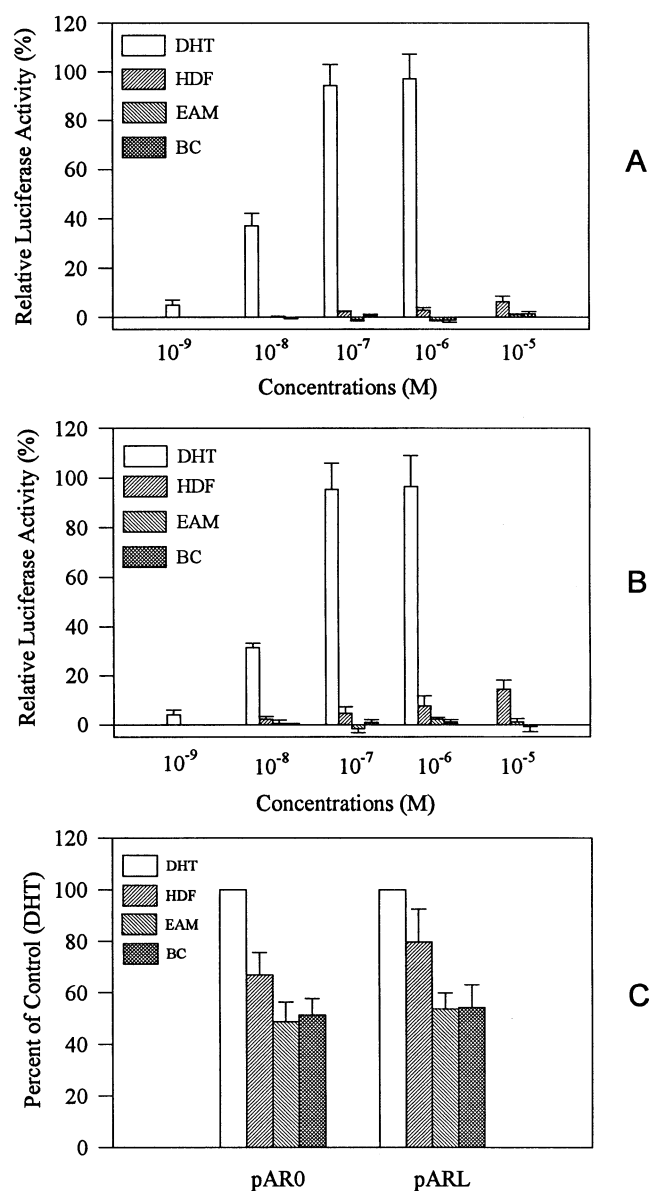 Relative Luciferase Activity (%)
120
100
80
60
40
20
0
DHT
HDF
EAM
BC
10-9
10-8
10-7
10-6
10-5
Concentrations (M)
A
Relative Luciferase Activity (%)
120
100
80
60
40
20
0
DHT
HDF
EAM
BC
10-9
10-8
10-7
10-6
10-5
Concentrations (M)
B
Percent of Control (DHT)
120
100
80
60
40
20
0
DHT
HDF
EAM
BC
pAR0
pARL
C